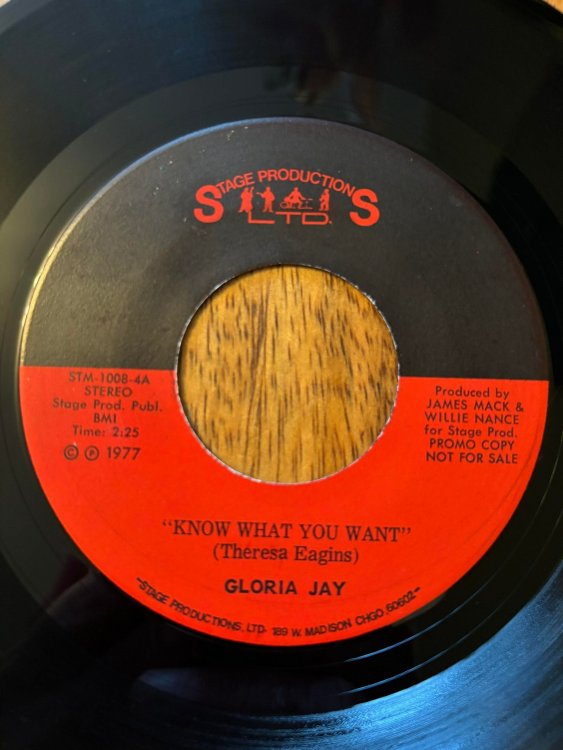 STAGE PRODUCTIONS
LTD.
STM-1008-4A
STEREO
Stage Prod. Publ.
BMI
Time: 2:25
© ℗ 1977
Produced by
JAMES MACK &
WILLIE NANCE
for Stage Prod.
PROMO COPY
NOT FOR SALE
“KNOW WHAT YOU WANT”
(Theresa Eagins)
GLORIA JAY
-STAGE PRODUCTIONS, LTD- 189 W. MADISON CHGO, 60602-